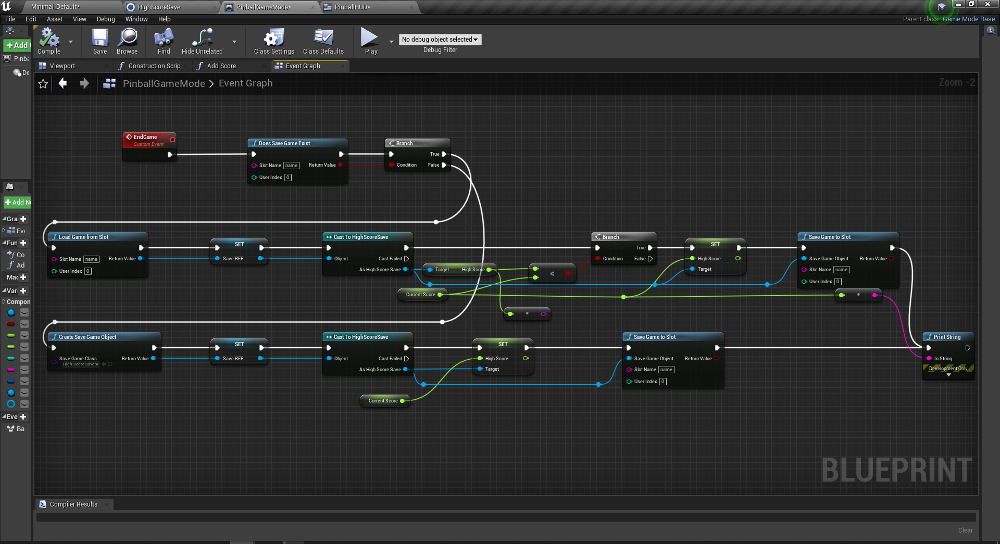 Minimal_Default*
HighScoreSave
PinballGameMode*
PinballHUD*
File Edit Asset View Debug Window Help
Parent class: Game Mode Base
Add
Compile
Save
Browse
Find
Hide Unrelated
Class Settings
Class Defaults
Play
No debug object selected
Debug Filter
Pinba
De
Viewport
Construction Scrip
Add Score
Event Graph
PinballGameMode > Event Graph
Zoom -2
EndGame
Custom Event
Does Save Game Exist
Slot Name name Return Value
User Index 0
Branch
True
Condition False
Add N
Gra
Eve
Fun
Co
Ad
Mac
Vari
Compon
Eve
Ba
Load Game from Slot
Slot Name name Return Value
User Index 0
SET
Save REF
Cast To HighScoreSave
Object Cast Failed
As High Score Save
Target High Score
Current Score
<
Branch
True
Condition False
SET
High Score
Target
Save Game to Slot
Save Game Object Return Value
Slot Name name
User Index 0
Create Save Game Object
Save Game Class Return Value
High Score Save
SET
Save REF
Cast To HighScoreSave
Object Cast Failed
As High Score Save
Current Score
SET
High Score
Target
Save Game to Slot
Save Game Object Return Value
Slot Name name
User Index 0
Print String
In String
Development Only
BLUEPRINT
Compiler Results
Clear